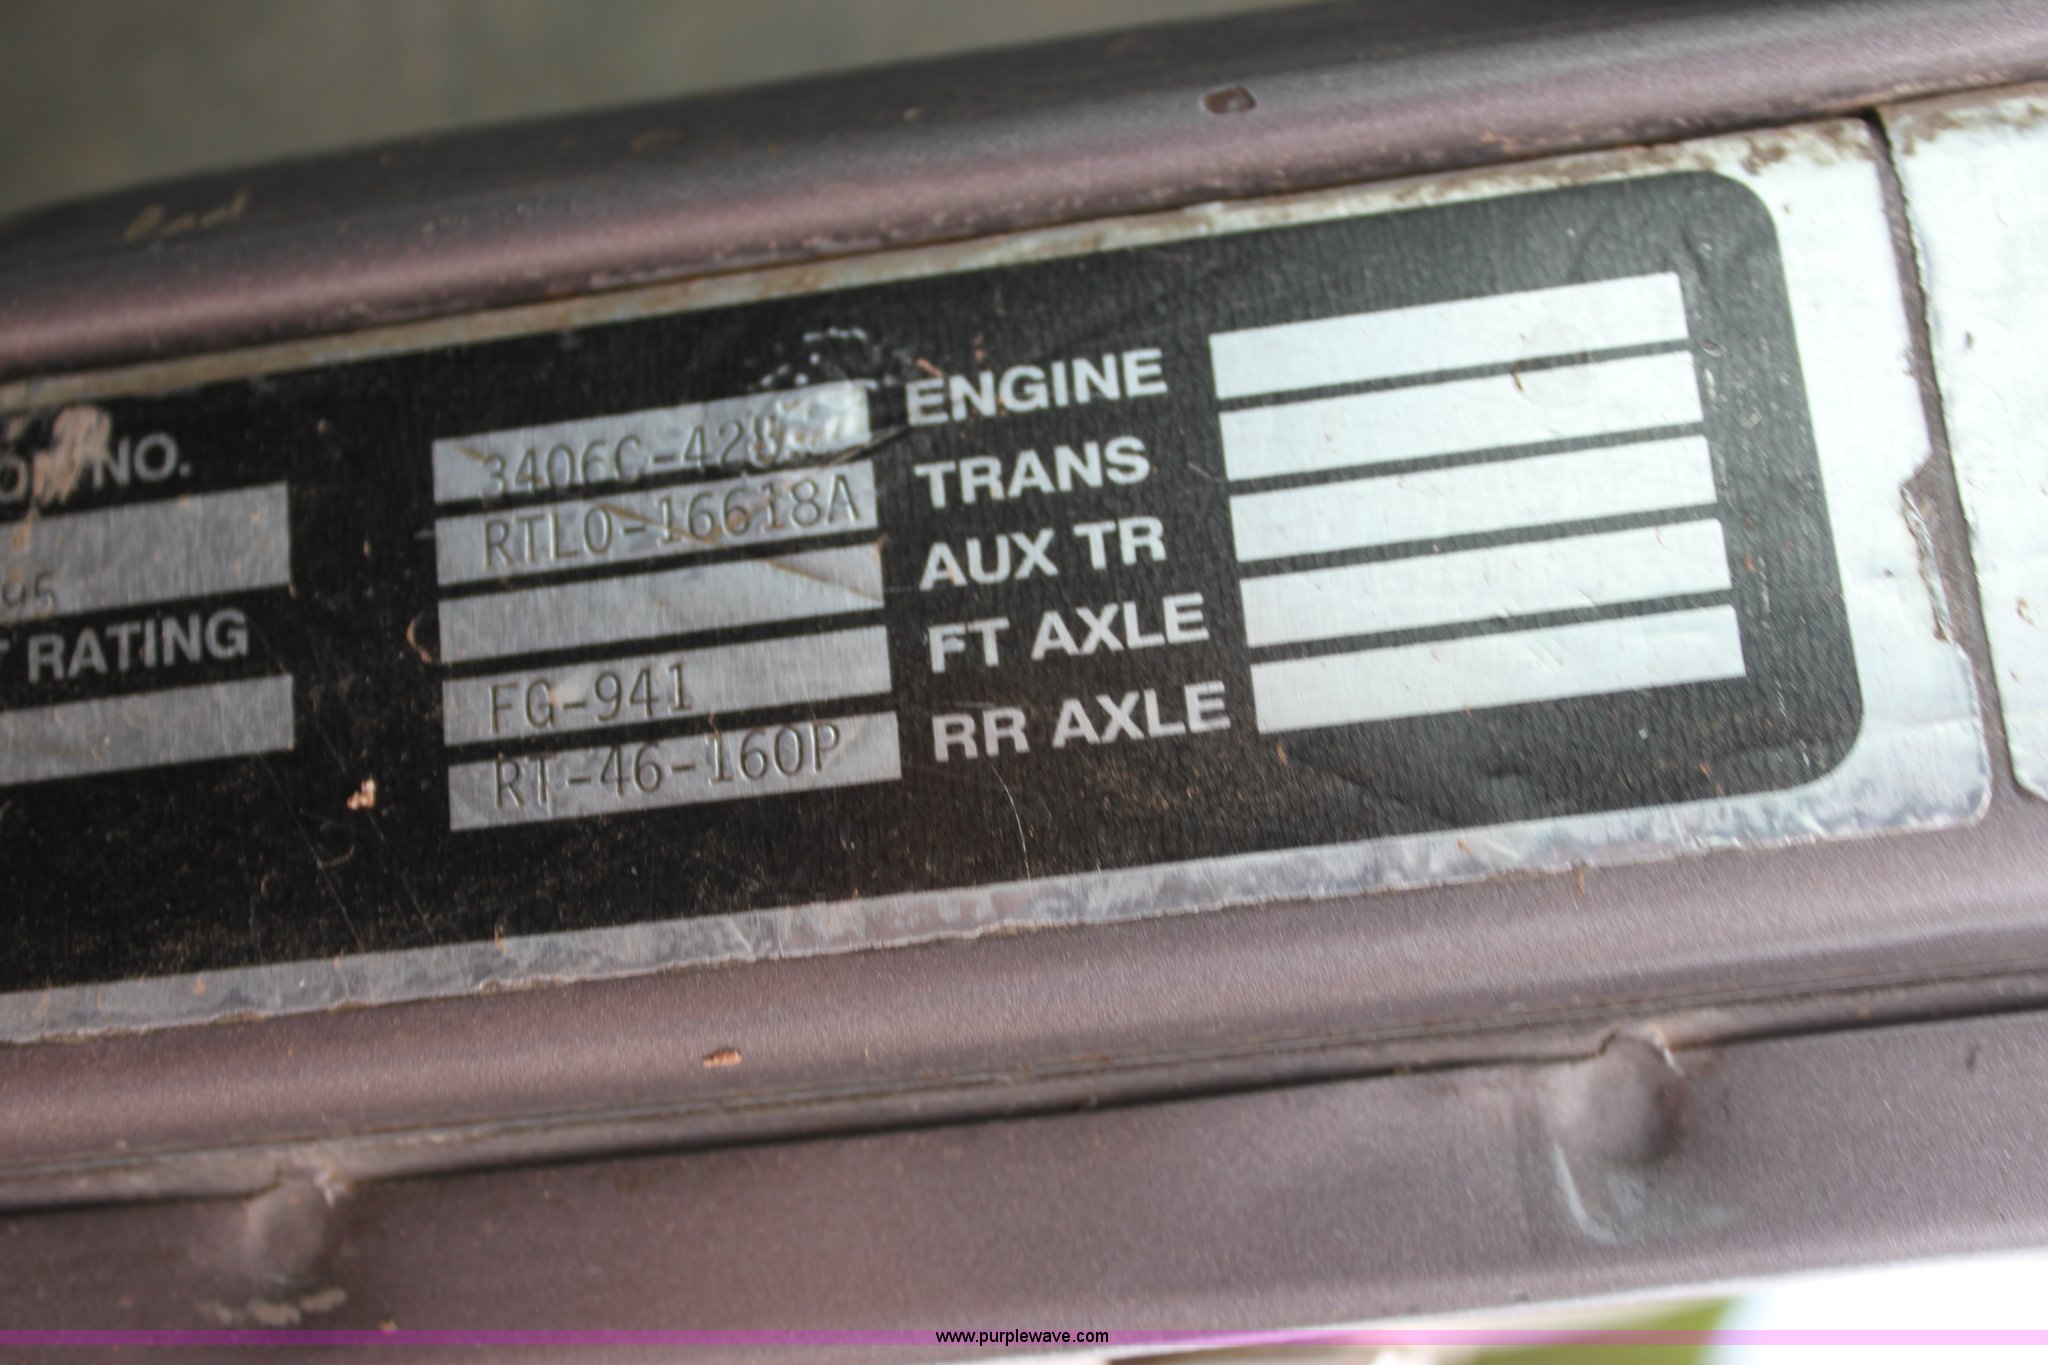 NO.
95
RATING
3406C-428 ENGINE
RTLO-16618A TRANS
AUX TR
FG-941 FT AXLE
RT-46-160P RR AXLE
www.purplewave.com